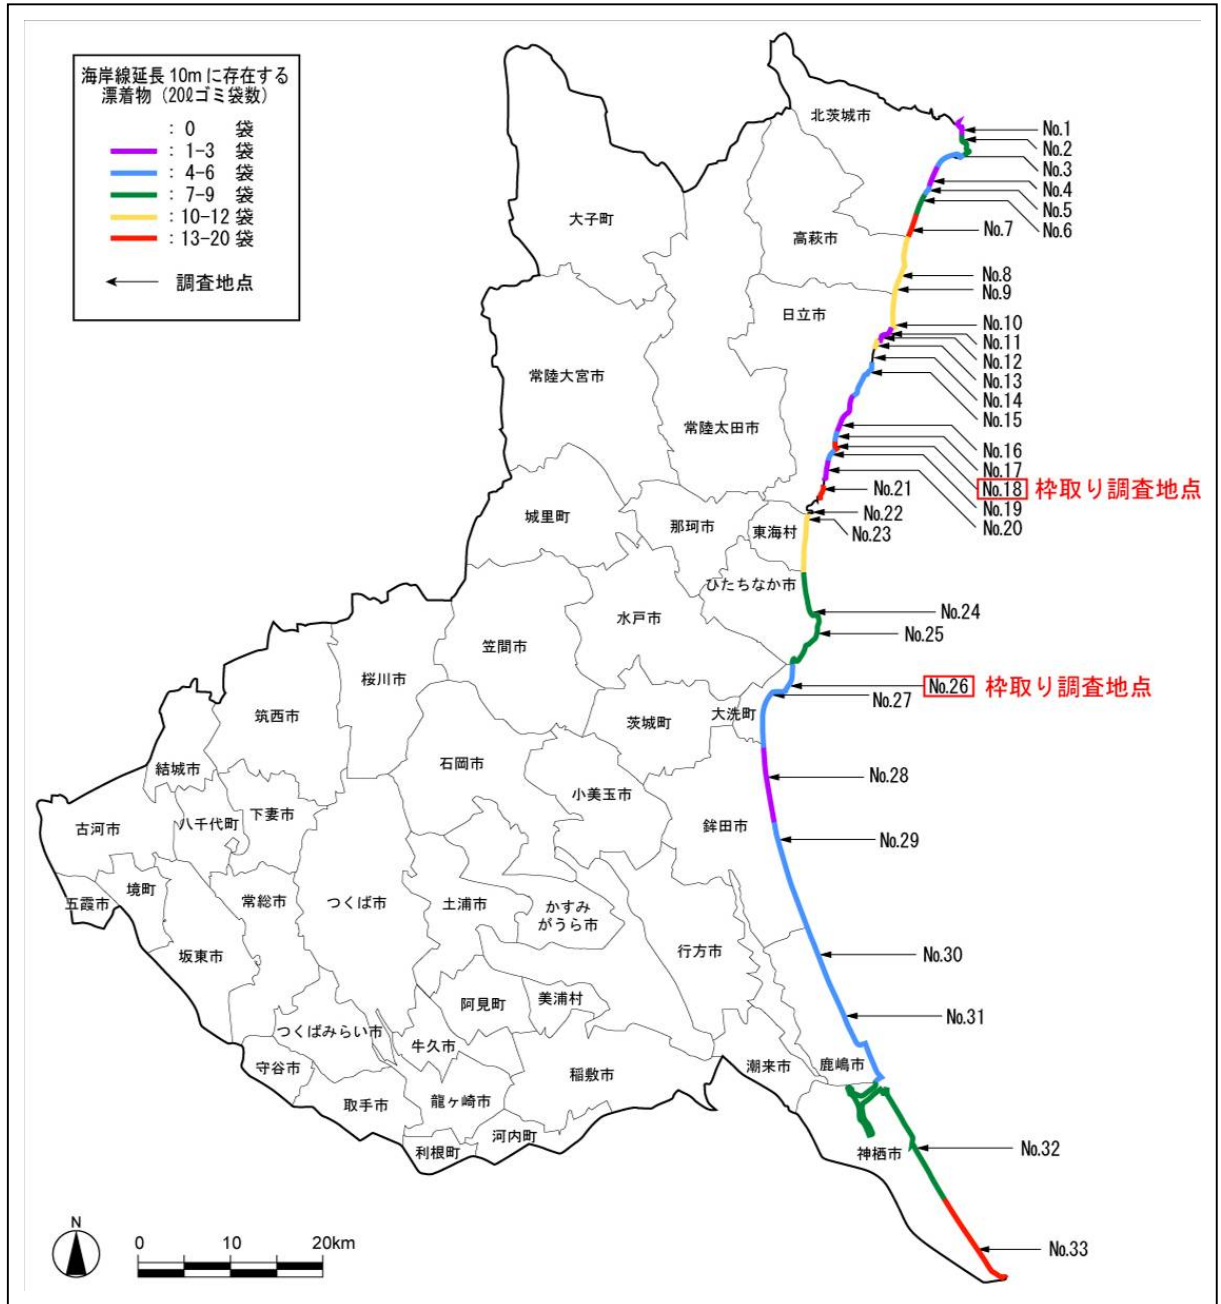 海岸線延長10mに存在する
漂着物（20ℓゴミ袋数）
：0 袋
：1-3 袋
：4-6 袋
：7-9 袋
：10-12 袋
：13-20 袋
調査地点
北茨城市
大子町
高萩市
日立市
常陸大宮市
常陸太田市
城里町
那珂市
東海村
ひたちなか市
水戸市
笠間市
桜川市
筑西市
茨城町
大洗町
石岡市
結城市
小美玉市
下妻市
八千代町
古河市
鉾田市
境町
五霞市
常総市
つくば市
土浦市
かすみ
がうら市
坂東市
行方市
阿見町
美浦村
つくばみらい市
牛久市
守谷市
稲敷市
潮来市
鹿嶋市
取手市
龍ヶ崎市
河内町
利根町
神栖市
No.1
No.2
No.3
No.4
No.5
No.6
No.7
No.8
No.9
No.10
No.11
No.12
No.13
No.14
No.15
No.16
No.17
No.18 枠取り調査地点
No.19
No.20
No.21
No.22
No.23
No.24
No.25
No.26 枠取り調査地点
No.27
No.28
No.29
No.30
No.31
No.32
No.33
N
0 10 20km